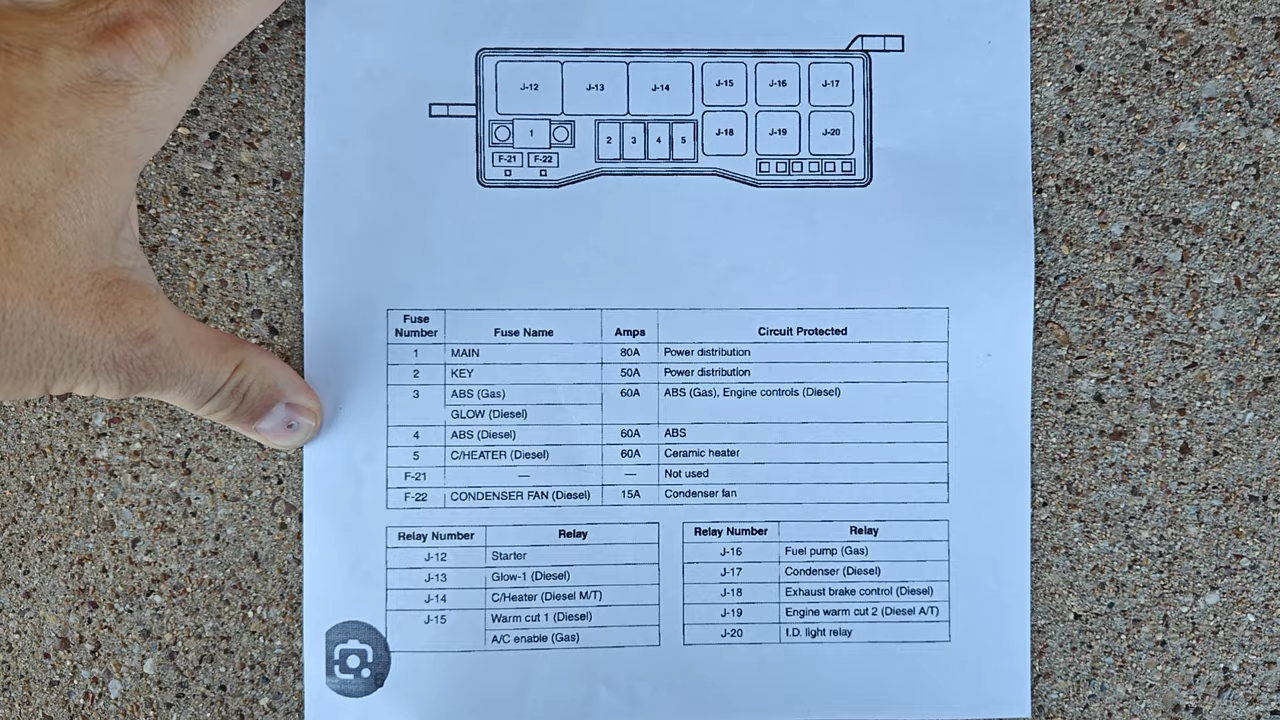 J-12 J-13 J-14 J-15 J-16 J-17
1 2 3 4 5 J-18 J-19 J-20
F-21 F-22
Fuse Number Fuse Name Amps Circuit Protected
1 MAIN 80A Power distribution
2 KEY 50A Power distribution
3 ABS (Gas) 60A ABS (Gas), Engine controls (Diesel)
GLOW (Diesel)
4 ABS (Diesel) 60A ABS
5 C/HEATER (Diesel) 60A Ceramic heater
F-21 — — Not used
F-22 CONDENSER FAN (Diesel) 15A Condenser fan
Relay Number Relay
J-12 Starter
J-13 Glow-1 (Diesel)
J-14 C/Heater (Diesel M/T)
J-15 Warm cut 1 (Diesel)
A/C enable (Gas)
Relay Number Relay
J-16 Fuel pump (Gas)
J-17 Condenser (Diesel)
J-18 Exhaust brake control (Diesel)
J-19 Engine warm cut 2 (Diesel A/T)
J-20 I.D. light relay